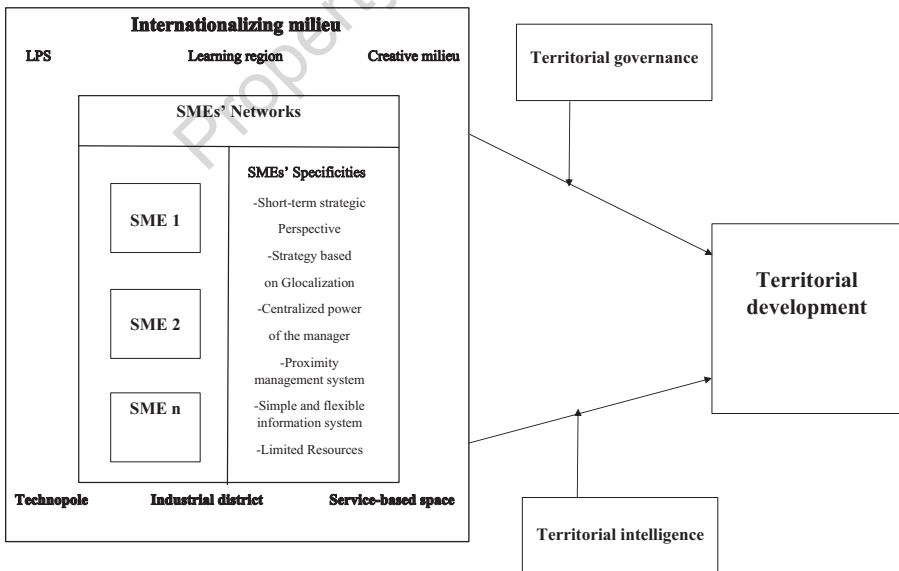 Internationalizing milieu
LPS
Learning region
Creative milieu
Property
SMEs' Networks
SME 1
SME 2
SME n
SMEs' Specificities
-Short-term strategic
Perspective
-Strategy based
on Glocalization
-Centralized power
of the manager
-Proximity
management system
-Simple and flexible
information system
-Limited Resources
Technopole
Industrial district
Service-based space
Territorial governance
Territorial
development
Territorial intelligence